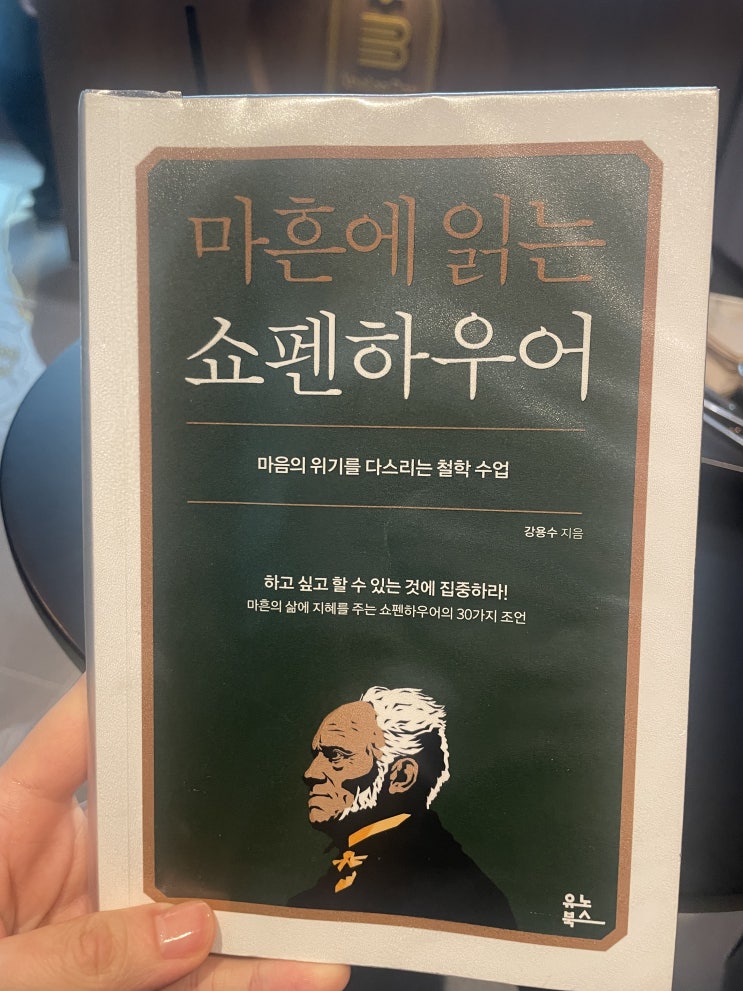 마흔에 읽는
쇼펜하우어
마음의 위기를 다스리는 철학 수업
강용수 지음
하고 싶고 할 수 있는 것에 집중하라!
마흔의 삶에 지혜를 주는 쇼펜하우어의 30가지 조언
유노
북스